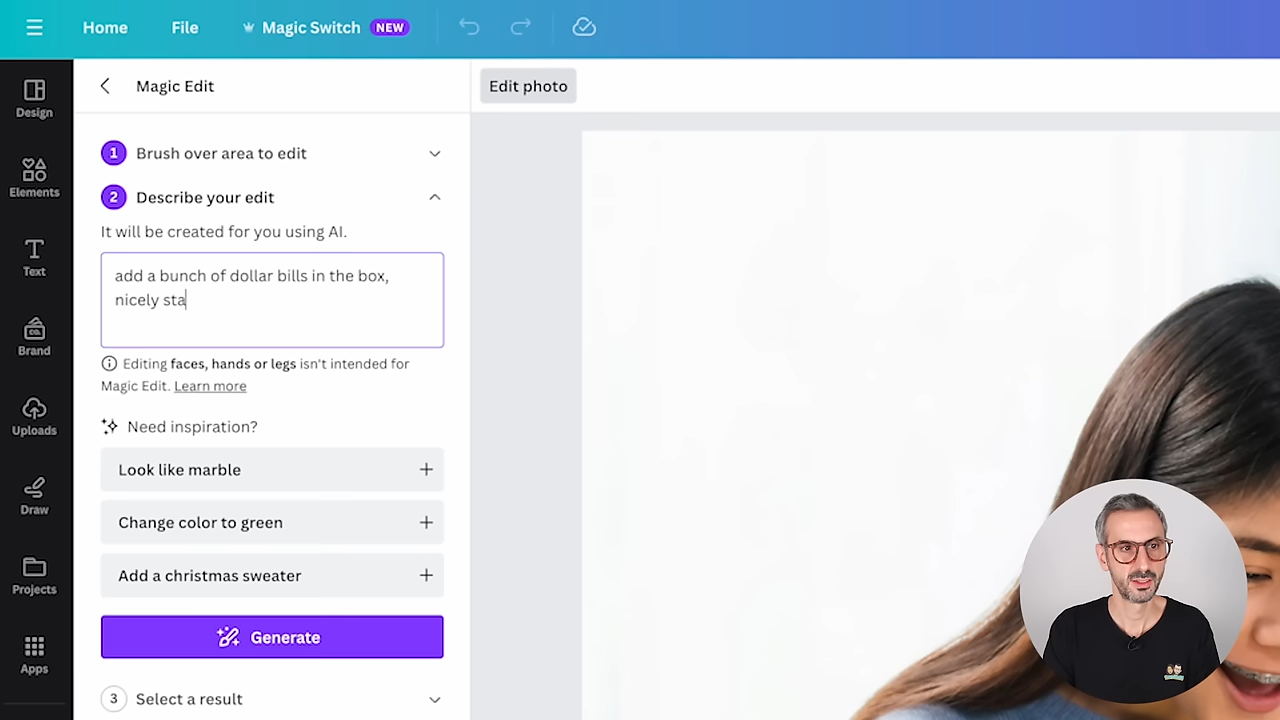 Home
File
Magic Switch NEW
Design
Elements
Text
Brand
Uploads
Draw
Projects
Apps
Magic Edit
1 Brush over area to edit
2 Describe your edit
It will be created for you using AI.
add a bunch of dollar bills in the box,
nicely sta
Editing faces, hands or legs isn't intended for
Magic Edit. Learn more
Need inspiration?
Look like marble
Change color to green
Add a christmas sweater
Generate
3 Select a result
Edit photo